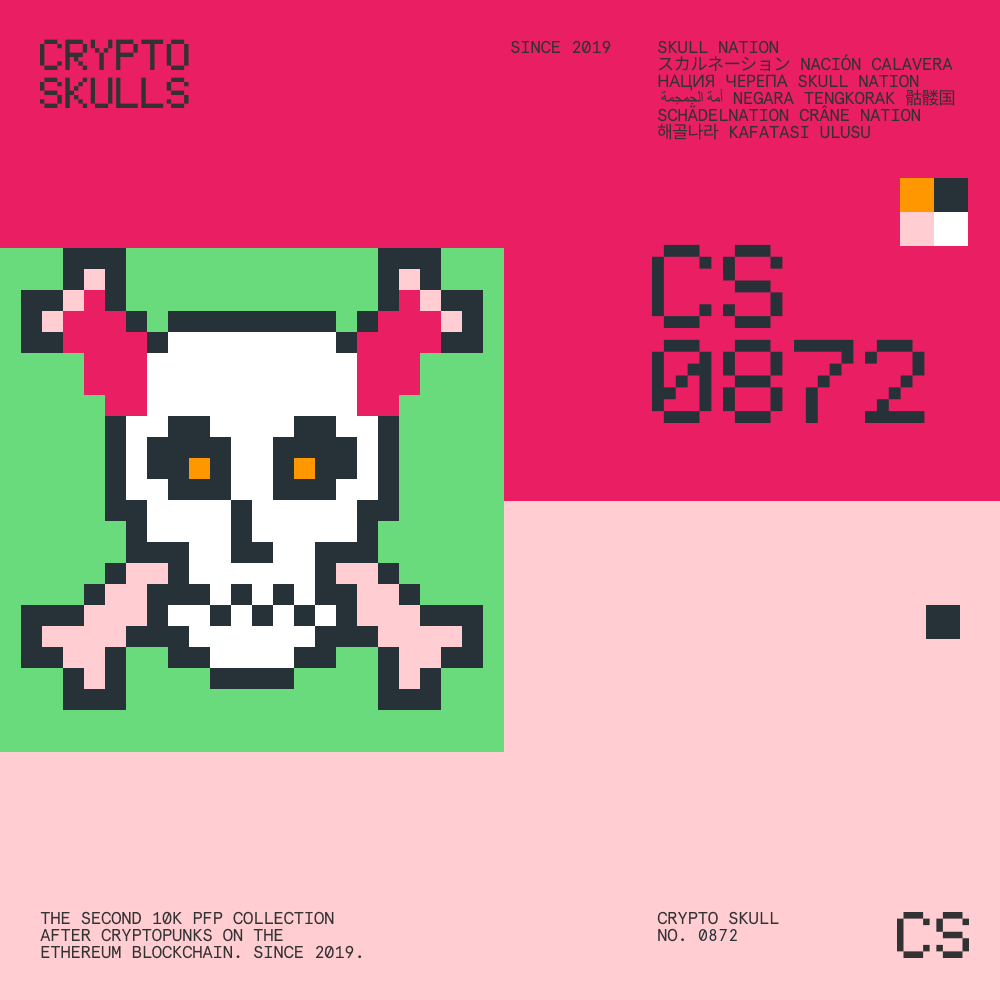 CRYPTO
SKULLS
SINCE 2019
SKULL NATION
スカルネーション NACIÓN CALAVERA
НАЦИЯ ЧЕРЕПА SKULL NATION
أمة الجمجمة NEGARA TENGKORAK 骷髅国
SCHÄDELNATION CRÂNE NATION
해골나라 KAFATASI ULUSU
CS
0872
THE SECOND 10K PFP COLLECTION
AFTER CRYPTOPUNKS ON THE
ETHEREUM BLOCKCHAIN. SINCE 2019.
CRYPTO SKULL
NO. 0872
CS